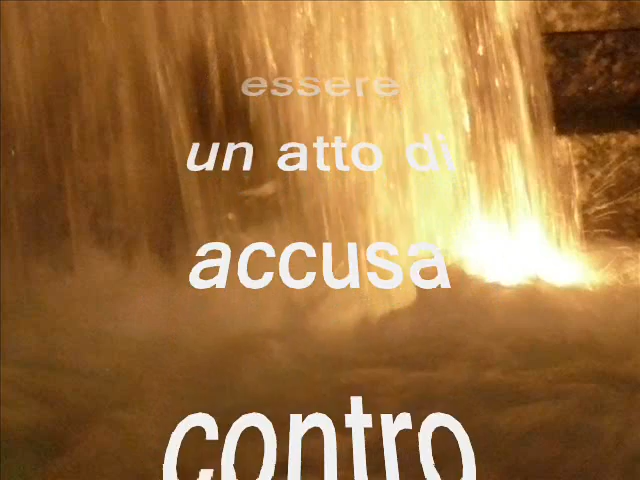 essere
un atto di
accusa
contro